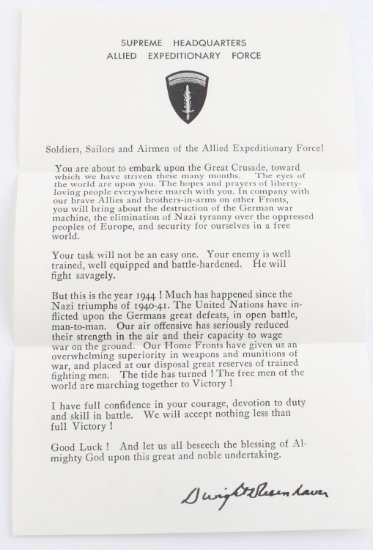 SUPREME HEADQUARTERS
ALLIED EXPEDITIONARY FORCE
Soldiers, Sailors and Airmen of the Allied Expeditionary Force!
You are about to embark upon the Great Crusade, toward
which we have striven these many months. The eyes of
the world are upon you. The hopes and prayers of liberty-
loving people everywhere march with you. In company with
our brave Allies and brothers-in-arms on other Fronts,
you will bring about the destruction of the German war
machine, the elimination of Nazi tyranny over the oppressed
peoples of Europe, and security for ourselves in a free
world.
Your task will not be an easy one. Your enemy is well
trained, well equipped and battle-hardened. He will
fight savagely.
But this is the year 1944 ! Much has happened since the
Nazi triumphs of 1940-41. The United Nations have in-
flicted upon the Germans great defeats, in open battle,
man-to-man. Our air offensive has seriously reduced
their strength in the air and their capacity to wage
war on the ground. Our Home Fronts have given us an
overwhelming superiority in weapons and munitions of
war, and placed at our disposal great reserves of trained
fighting men. The tide has turned ! The free men of the
world are marching together to Victory !
I have full confidence in your courage, devotion to duty
and skill in battle. We will accept nothing less than
full Victory !
Good Luck ! And let us all beseech the blessing of Al-
mighty God upon this great and noble undertaking.
Dwight D Eisenhower